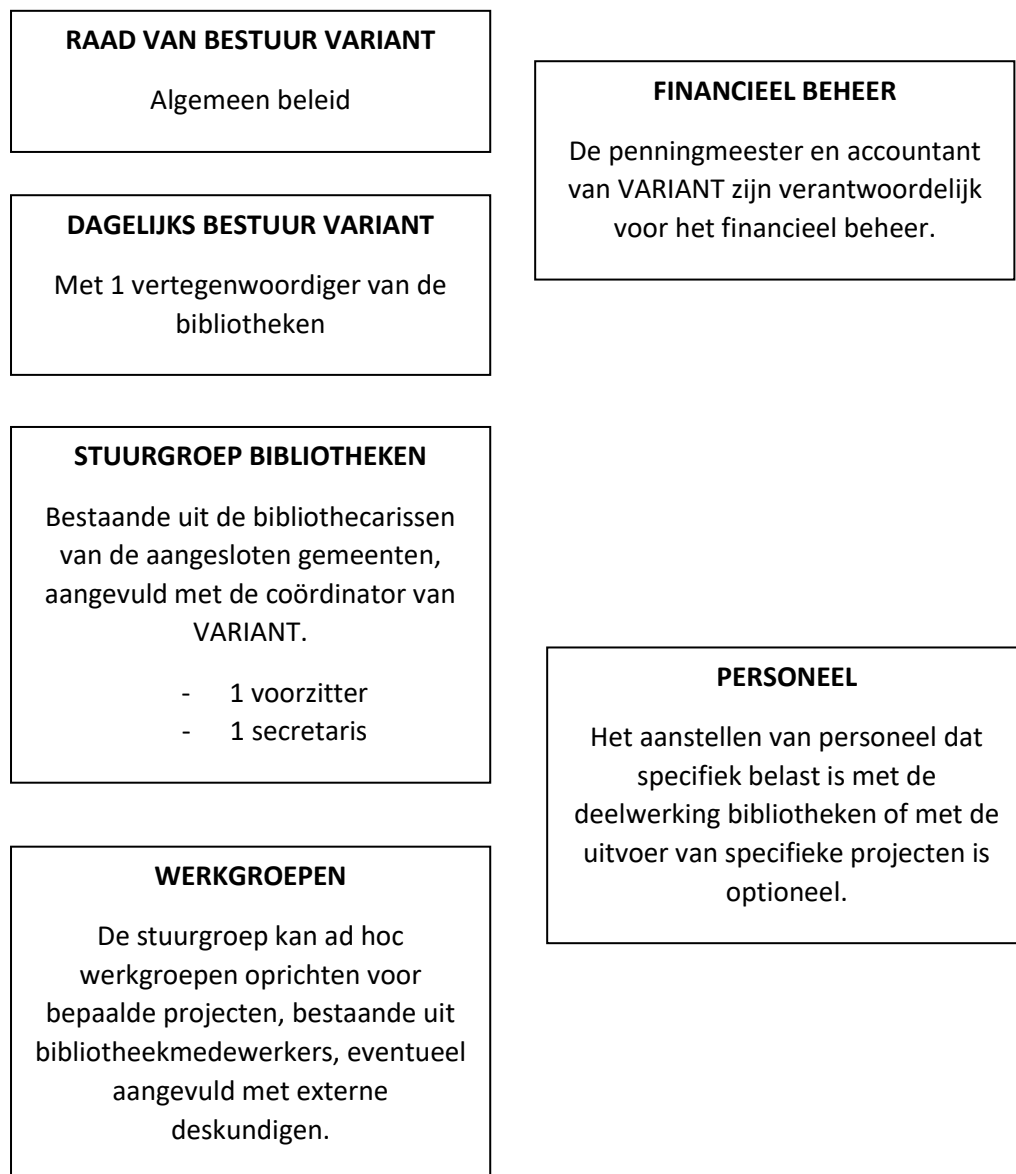 RAAD VAN BESTUUR VARIANT
Algemeen beleid
FINANCIEEL BEHEER
De penningmeester en accountant
van VARIANT zijn verantwoordelijk
voor het financieel beheer.
DAGELIJKS BESTUUR VARIANT
Met 1 vertegenwoordiger van de
bibliotheken
STUURGROEP BIBLIOTHEKEN
Bestaande uit de bibliothecarissen
van de aangesloten gemeenten,
aangevuld met de coördinator van
VARIANT.
- 1 voorzitter
- 1 secretaris
PERSONEEL
Het aanstellen van personeel dat
specifiek belast is met de
deelwerking bibliotheken of met de
uitvoer van specifieke projecten is
optioneel.
WERKGROEPEN
De stuurgroep kan ad hoc
werkgroepen oprichten voor
bepaalde projecten, bestaande uit
bibliotheekmedewerkers, eventueel
aangevuld met externe
deskundigen.